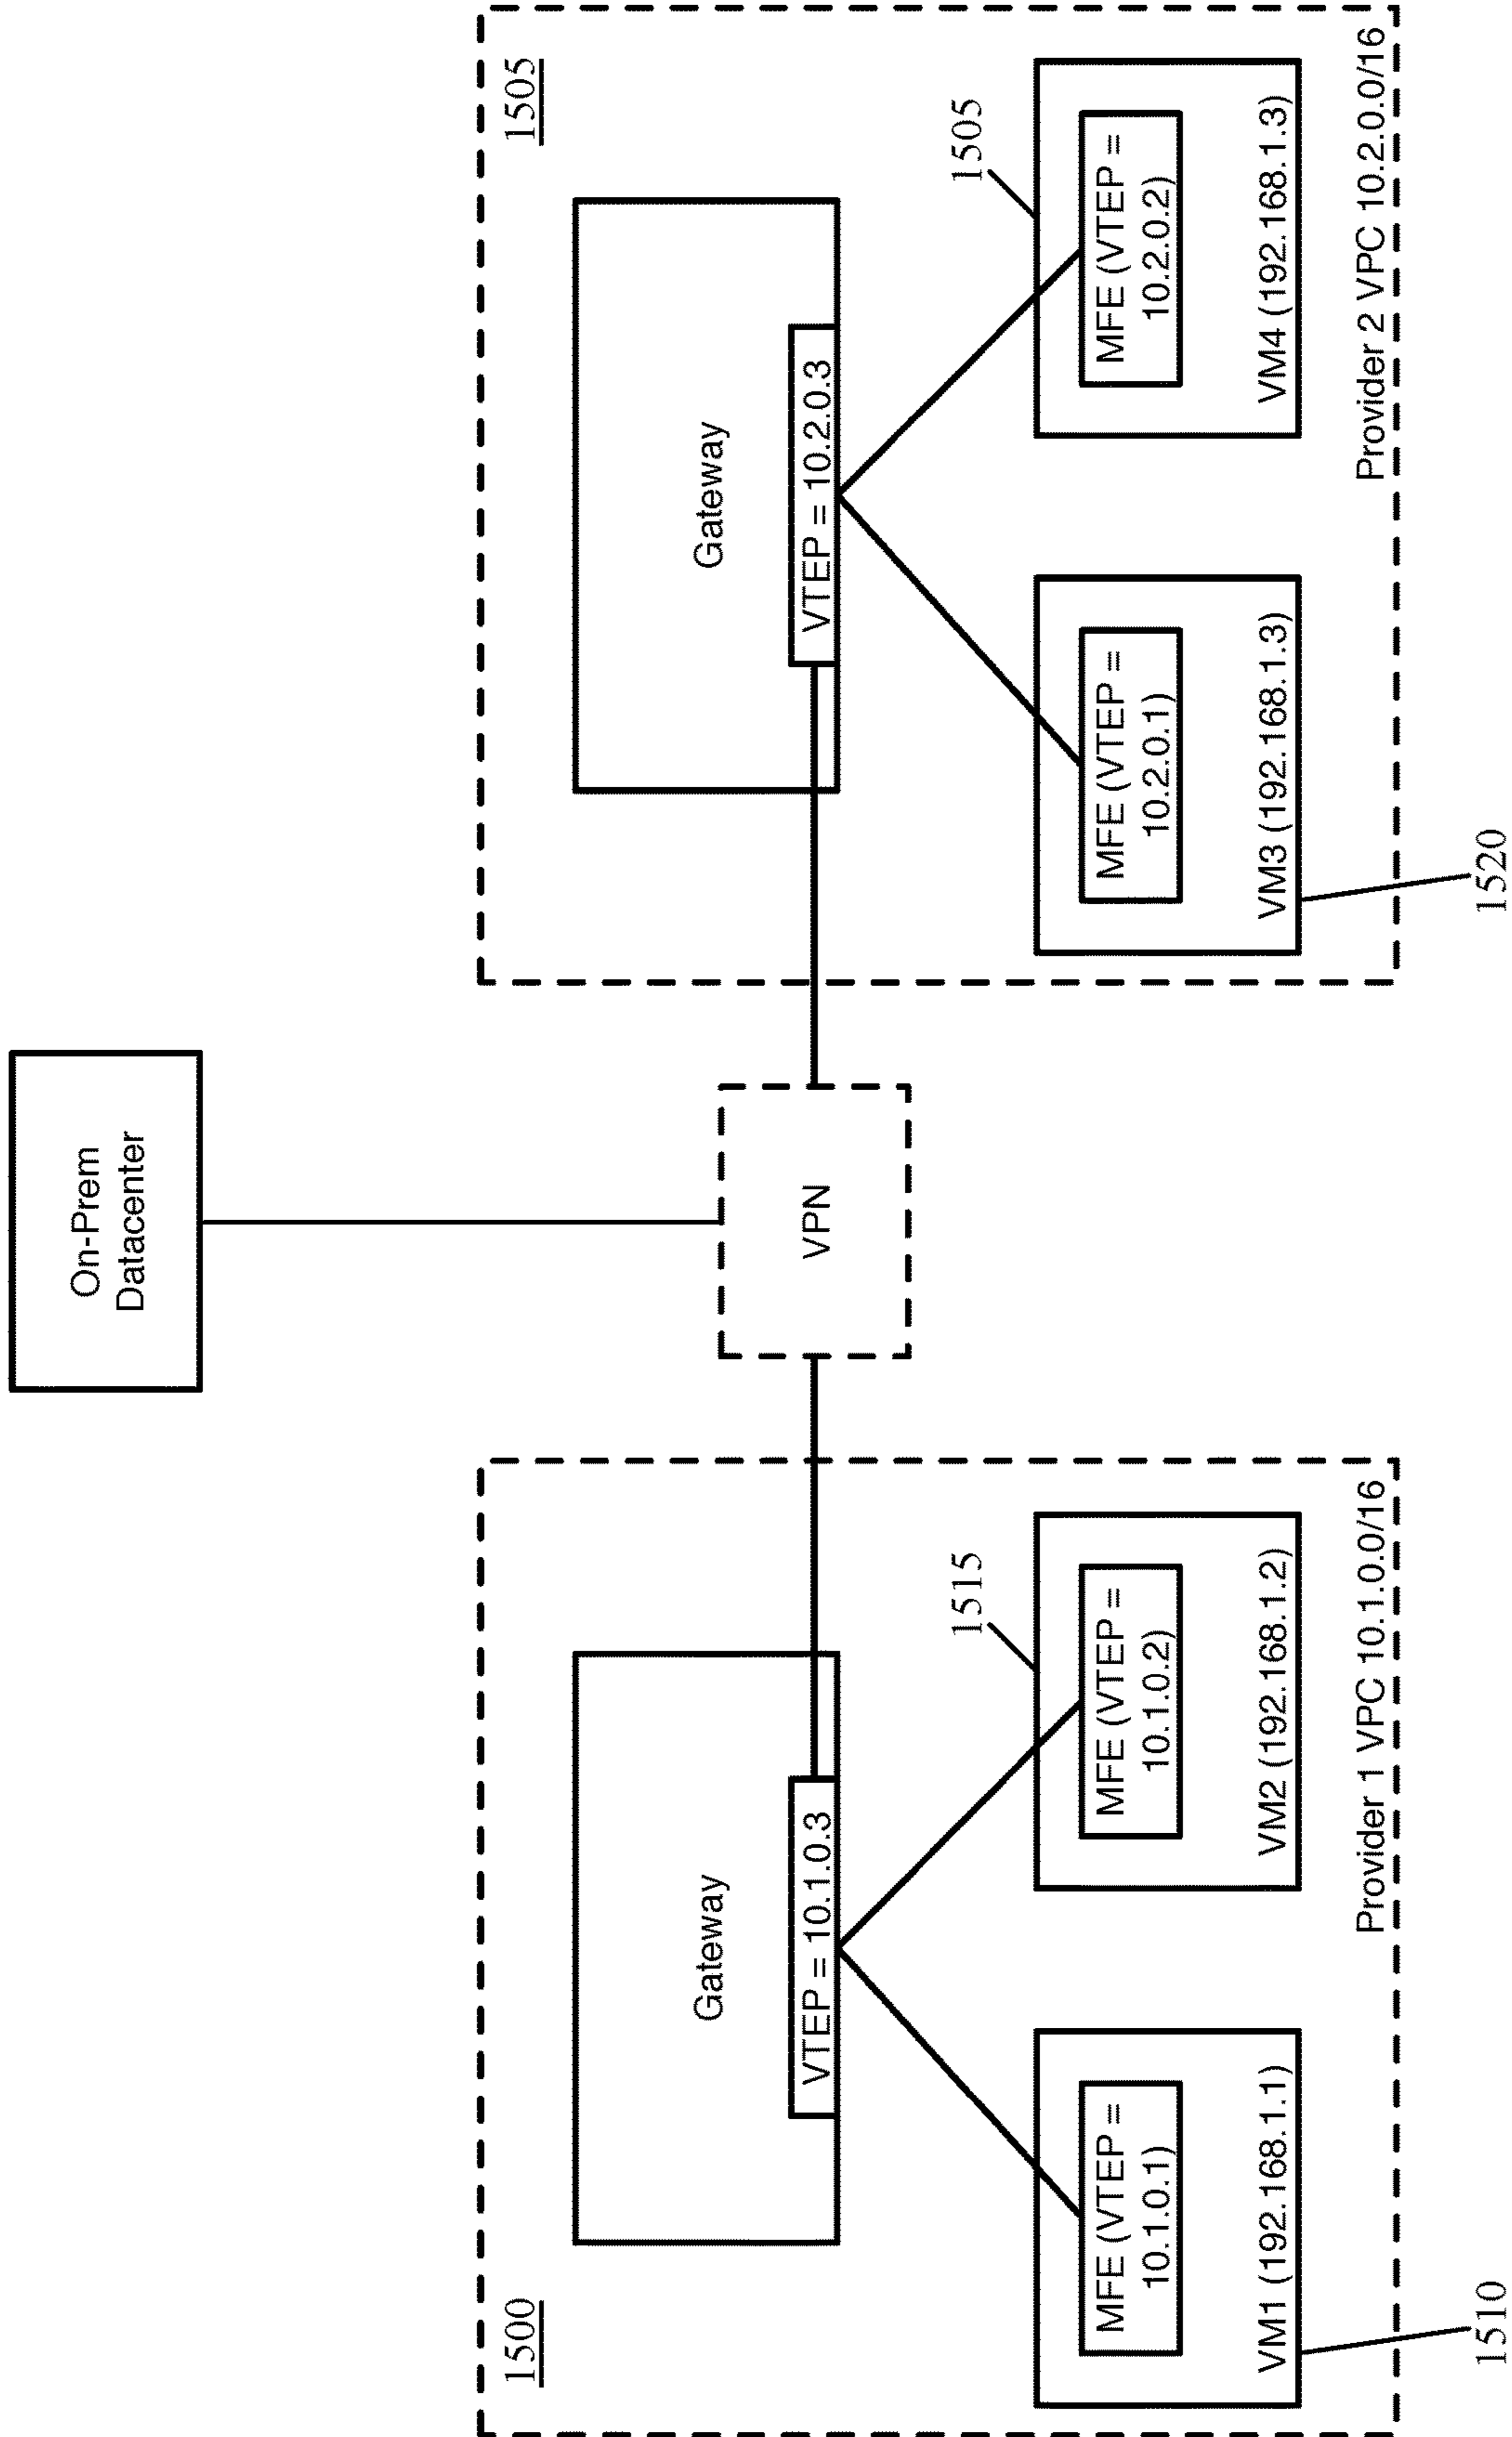 On-Prem
Datacenter
1500
Gateway
VTEP = 10.1.0.3
1515
MFE (VTEP =
10.1.0.1)
VM1 (192.168.1.1)
MFE (VTEP =
10.1.0.2)
VM2 (192.168.1.2)
Provider 1 VPC 10.1.0.0/16
1510
VPN
1505
Gateway
VTEP = 10.2.0.3
1505
MFE (VTEP =
10.2.0.1)
VM3 (192.168.1.3)
MFE (VTEP =
10.2.0.2)
VM4 (192.168.1.3)
Provider 2 VPC 10.2.0.0/16
1520